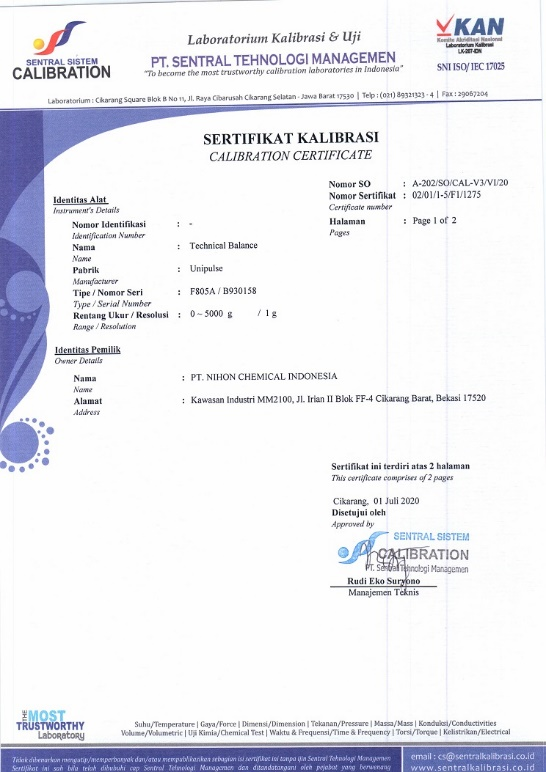 SENTRAL SISTEM
CALIBRATION
Laboratorium Kalibrasi & Uji
PT. SENTRAL TEHNOLOGI MANAGEMEN
"To become the most trustworthy calibration laboratories in Indonesia"
KAN
Komite Akreditasi Nasional
Laboratorium Kalibrasi
LK-207-IDN
SNI ISO/ IEC 17025
Laboratorium : Cikarang Square Blok B No 11, Jl. Raya Cibarusah Cikarang Selatan - Jawa Barat 17530 | Telp : (021) 89321323 - 4 | Fax : 29067204
SERTIFIKAT KALIBRASI
CALIBRATION CERTIFICATE
Nomor SO : A-202/SO/CAL-V3/VI/20
Nomor Sertifikat : 02/01/1-5/F1/1275
Certificate number
Halaman : Page 1 of 2
Pages
Identitas Alat
Instrument's Details
Nomor Identifikasi : -
Identification Number
Nama : Technical Balance
Name
Pabrik : Unipulse
Manufacturer
Tipe / Nomor Seri : F805A / B930158
Type / Serial Number
Rentang Ukur / Resolusi : 0 ~ 5000 g / 1 g
Range / Resolution
Identitas Pemilik
Owner Details
Nama : PT. NIHON CHEMICAL INDONESIA
Name
Alamat : Kawasan Industri MM2100, Jl. Irian II Blok FF-4 Cikarang Barat, Bekasi 17520
Address
Sertifikat ini terdiri atas 2 halaman
This certificate comprises of 2 pages
Cikarang, 01 Juli 2020
Disetujui oleh
Approved by
SENTRAL SISTEM
CALIBRATION
PT. Sentral Tehnologi Managemen
Rudi Eko Suryono
Manajemen Teknis
THE MOST
TRUSTWORTHY
Laboratory
Suhu/Temperature | Gaya/Force | Dimensi/Dimension | Tekanan/Pressure | Massa/Mass | Konduksi/Conductivities
Volume/Volumetric | Uji Kimia/Chemical Test | Waktu & Frequensi/Time & Frequency | Torsi/Torque | Kelistrikan/Electrical
Tidak dibenarkan mengutip/memperbanyak dan/atau mempublikasikan sebagian isi sertifikat ini tanpa ijin Sentral Tehnologi Managemen
Sertifikat ini sah bila telah dibubuhi cap Sentral Tehnologi Managemen dan ditandatangani oleh pejabat yang berwenang
email : cs@sentralkalibrasi.co.id
www.sentralkalibrasi.co.id